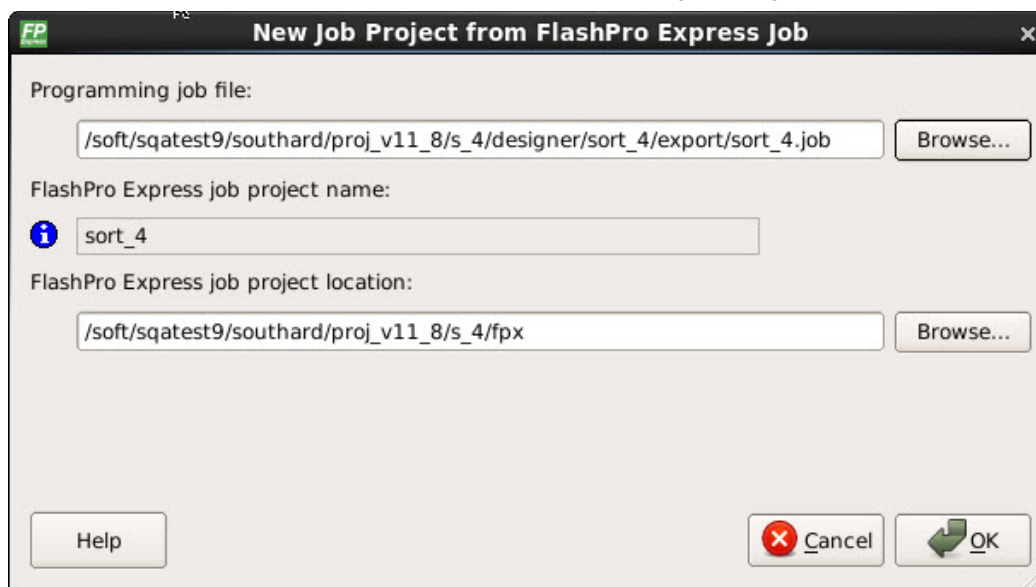 FP
Express
New Job Project from FlashPro Express Job
Programming job file:
/soft/sqatest9/southard/proj_v11_8/s_4/designer/sort_4/export/sort_4.job
Browse...
FlashPro Express job project name:
sort_4
FlashPro Express job project location:
/soft/sqatest9/southard/proj_v11_8/s_4/fpx
Browse...
Help
Cancel
OK